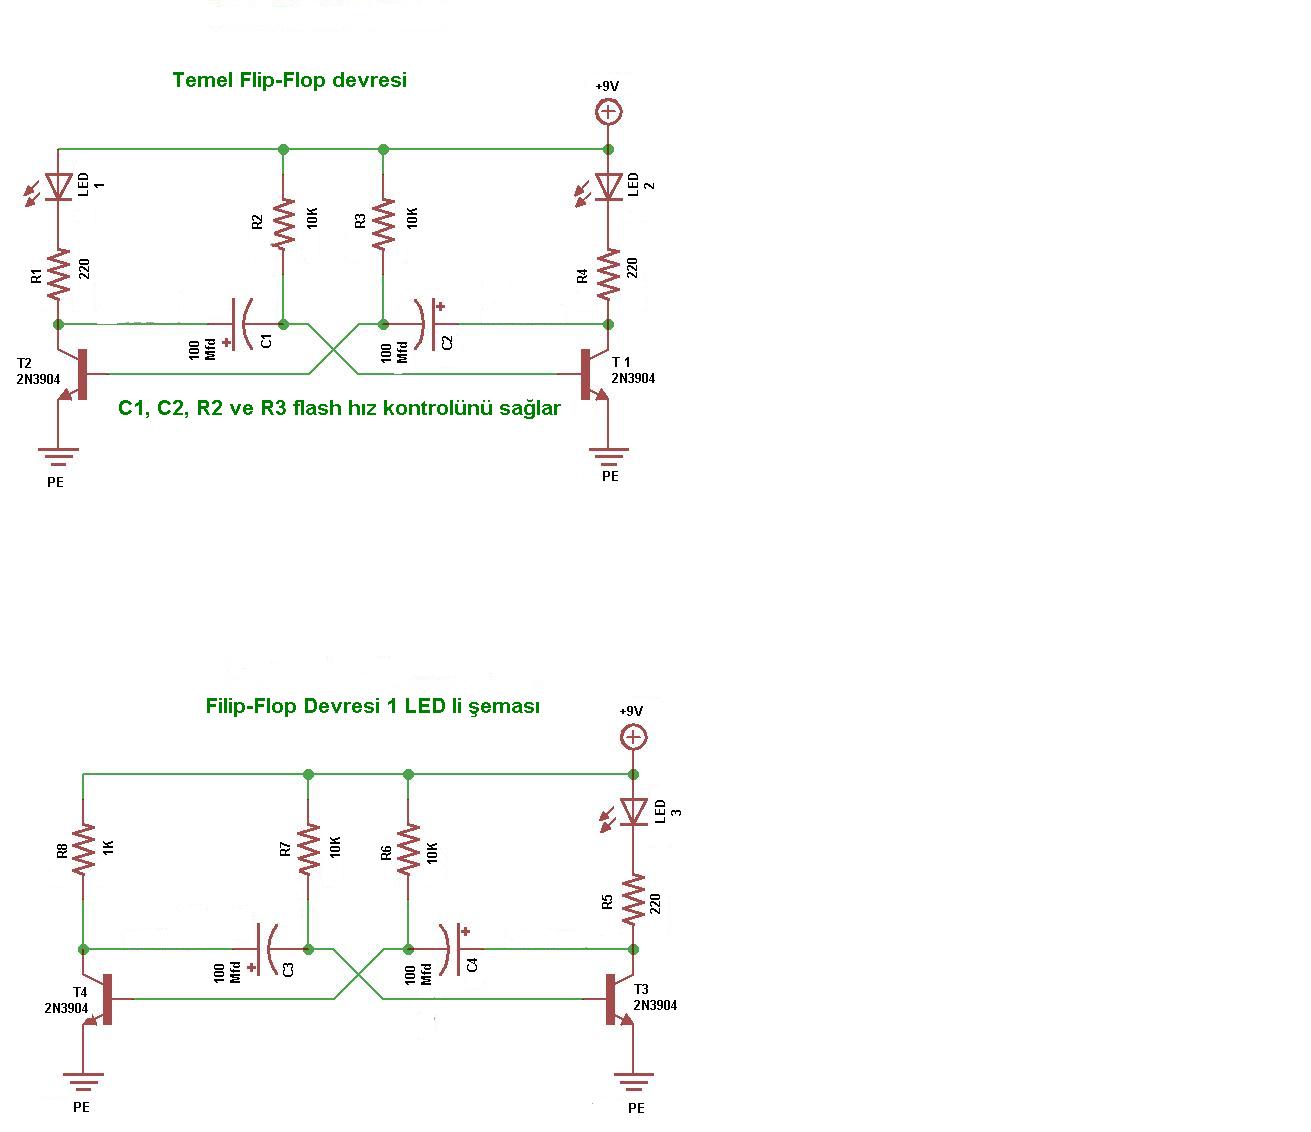 Temel Flip-Flop devresi
+9V
LED
1
LED
2
R2
10K
R3
10K
R1
220
R4
220
100
Mfd
+
C1
100
Mfd
+
C2
T2
2N3904
T 1
2N3904
C1, C2, R2 ve R3 flash hız kontrolünü sağlar
PE
PE
Filip-Flop Devresi 1 LED li şeması
+9V
LED
3
R8
1K
R7
10K
R6
10K
R5
220
100
Mfd
+
C3
100
Mfd
+
C4
T4
2N3904
T3
2N3904
PE
PE